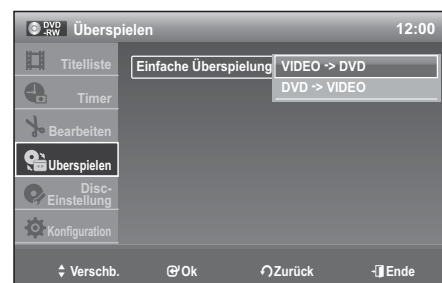 DVD -RW Überspielen 12:00
Titelliste
Timer
Bearbeiten
Uberspielen
Disc-
Einstellung
Konfiguration
Einfache Überspielung VIDEO -> DVD
DVD -> VIDEO
Verschb. Ok Zurück Ende